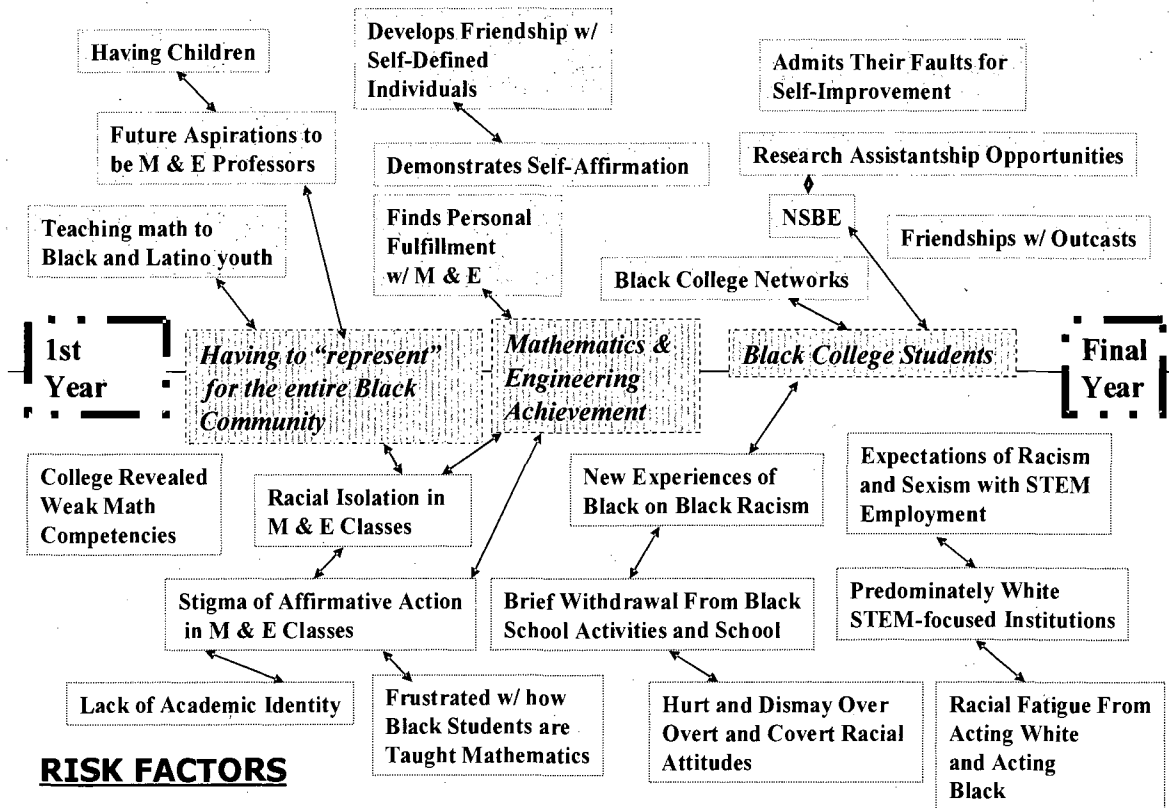 Having Children
Develops Friendship w/
Self-Defined
Individuals
Admits Their Faults for
Self-Improvement
Future Aspirations to
be M & E Professors
Demonstrates Self-Affirmation
Research Assistantship Opportunities
Teaching math to
Black and Latino youth
Finds Personal
Fulfillment
w/ M & E
NSBE
Friendships w/ Outcasts
Black College Networks
1st
Year
Having to “represent”
for the entire Black
Community
Mathematics &
Engineering
Achievement
Black College Students
Final
Year
College Revealed
Weak Math
Competencies
Racial Isolation in
M & E Classes
New Experiences of
Black on Black Racism
Expectations of Racism
and Sexism with STEM
Employment
Stigma of Affirmative Action
in M & E Classes
Brief Withdrawal From Black
School Activities and School
Predominately White
STEM-focused Institutions
Lack of Academic Identity
Frustrated w/ how
Black Students are
Taught Mathematics
Hurt and Dismay Over
Overt and Covert Racial
Attitudes
Racial Fatigue From
Acting White
and Acting
Black
RISK FACTORS